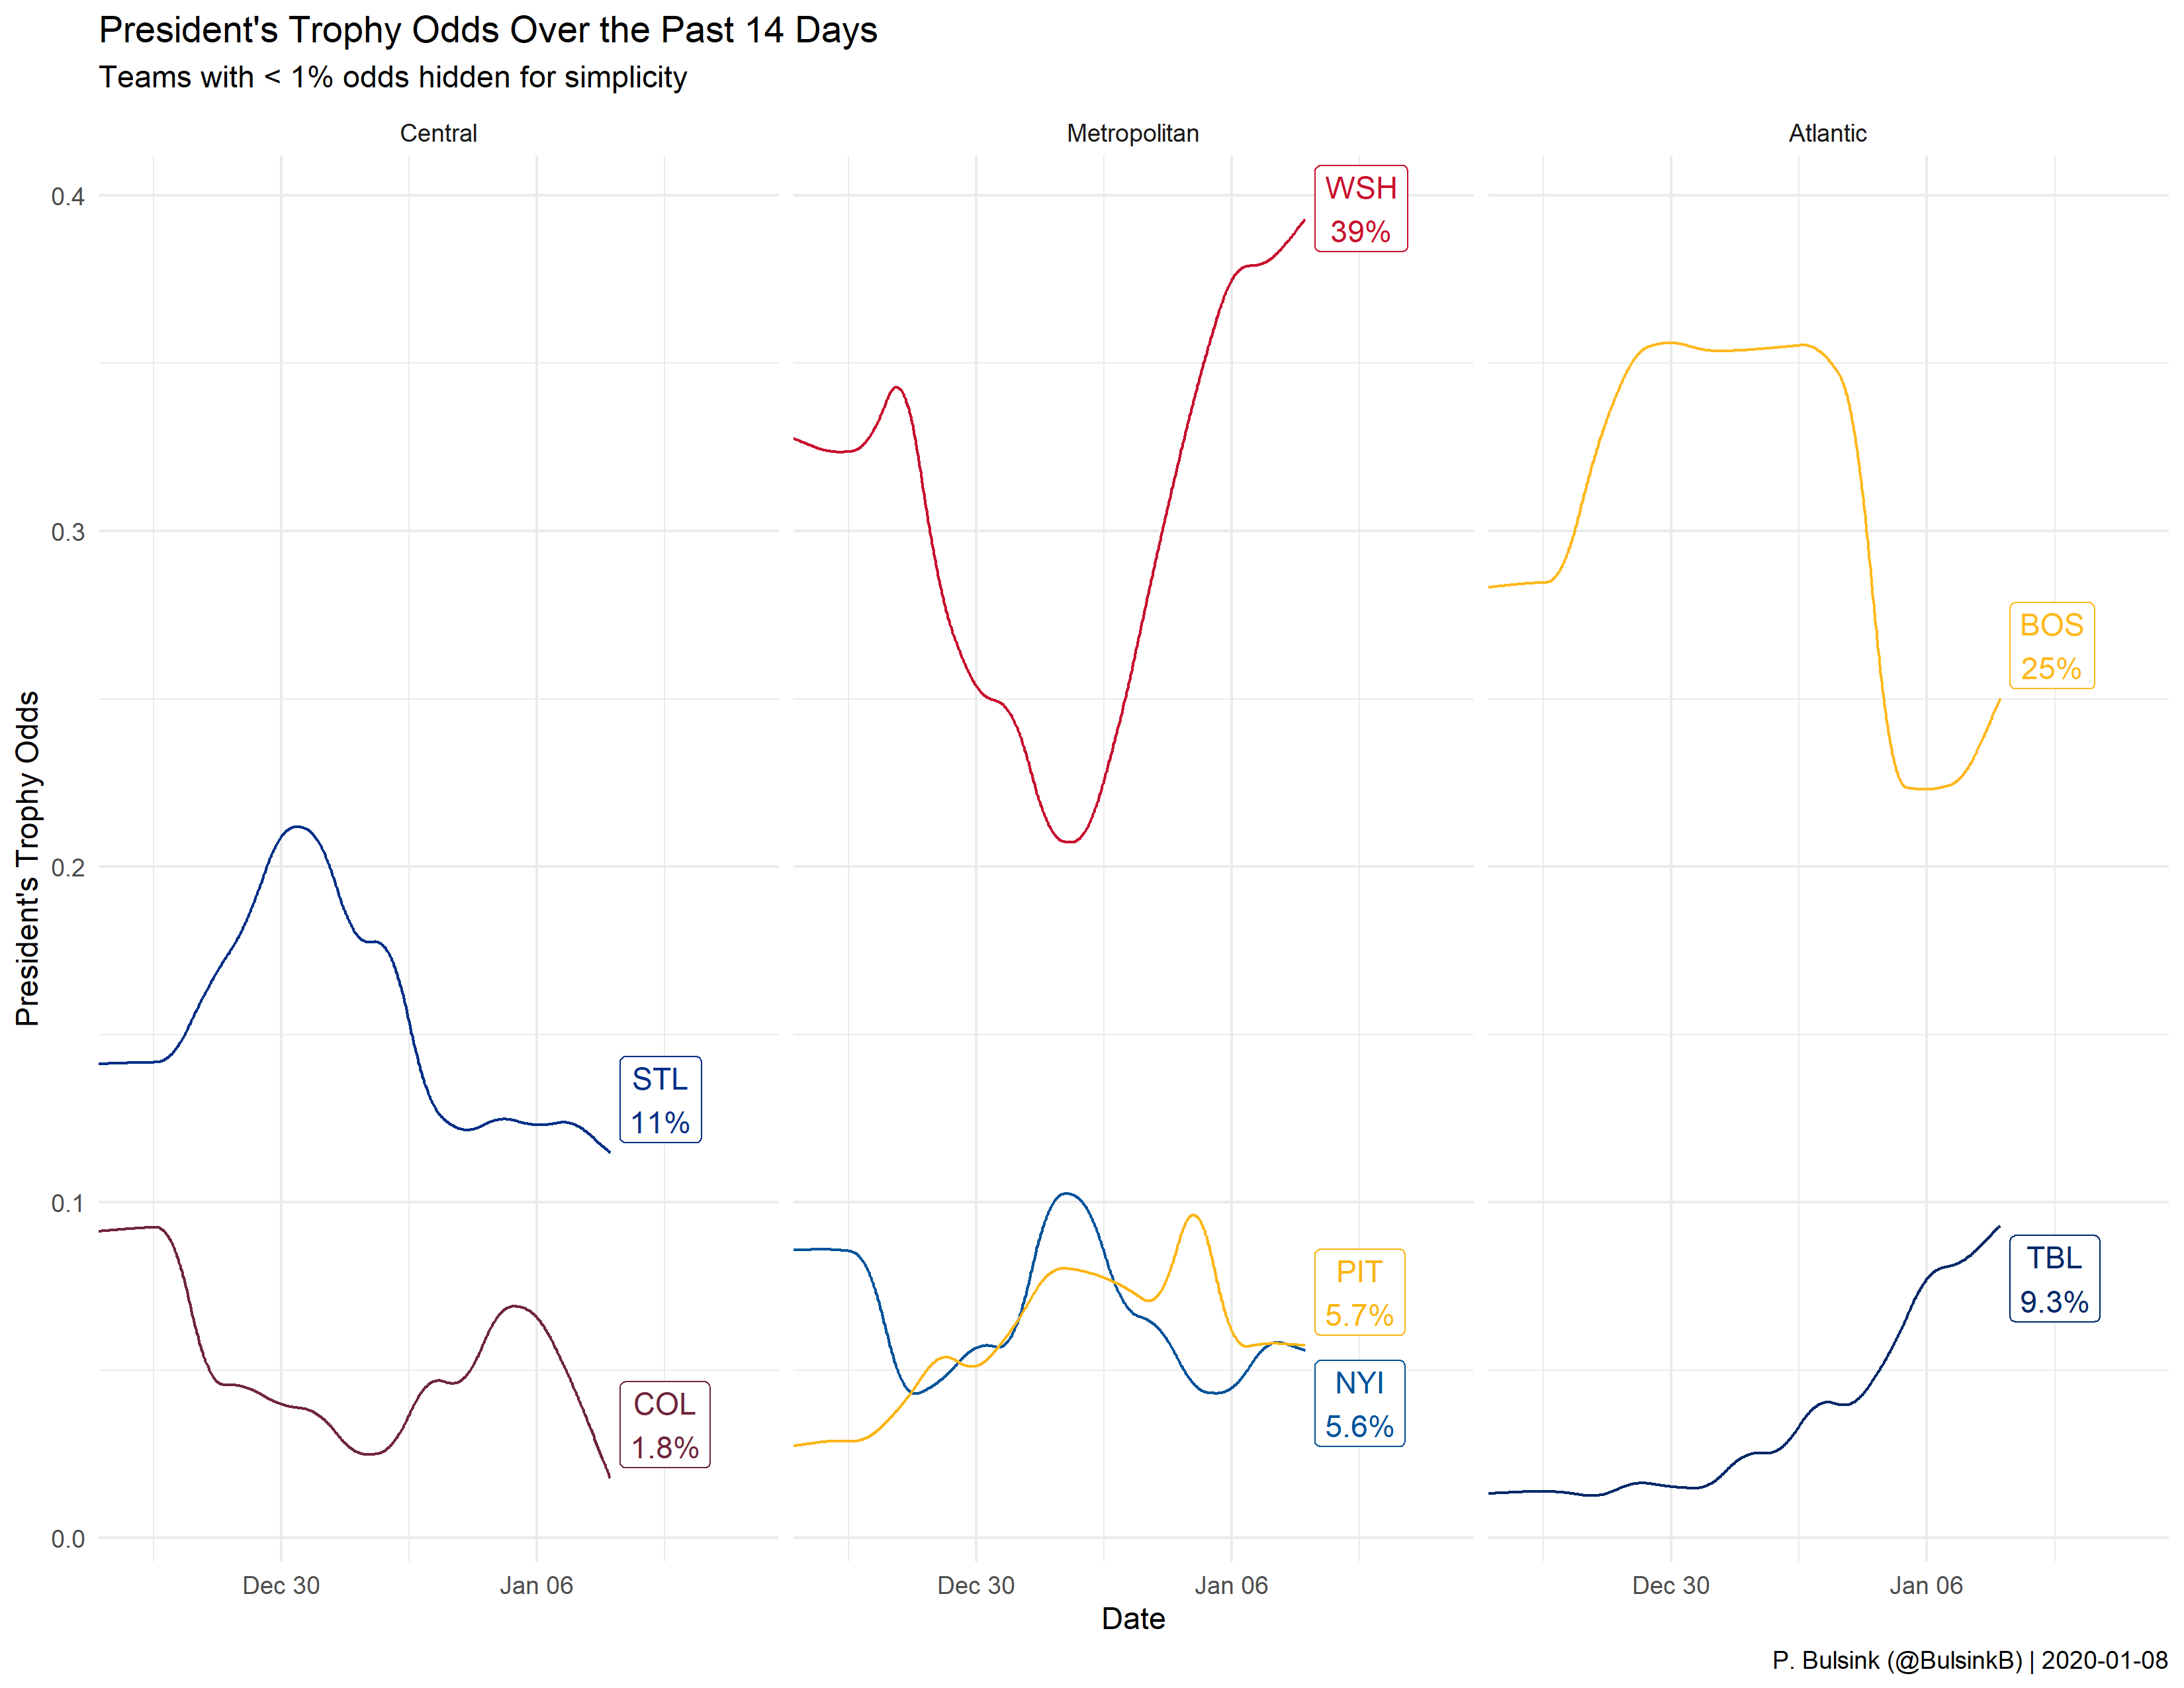 President's Trophy Odds Over the Past 14 Days
Teams with < 1% odds hidden for simplicity
Central
Metropolitan
Atlantic
President's Trophy Odds
0.4
0.3
0.2
0.1
0.0
STL
11%
COL
1.8%
WSH
39%
PIT
5.7%
NYI
5.6%
BOS
25%
TBL
9.3%
Dec 30
Jan 06
Dec 30
Jan 06
Dec 30
Jan 06
Date
P. Bulsink (@BulsinkB) | 2020-01-08